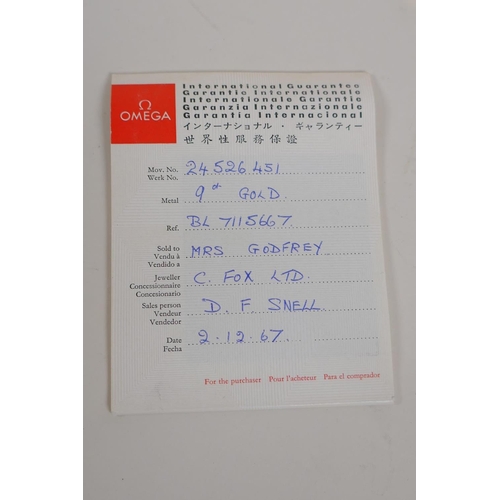 Ω
OMEGA
International Guarantee
Garantie Internationale
Internationale Garantie
Garanzia Internazionale
Garantia Internacional
インターナショナル・ギャランティー
世界性服務保證
Mov. No. 24526451
Werk No.
Metal 9ct GOLD.
Ref. BL 7115667
Sold to MRS GODFREY
Vendu à
Vendido a
Jeweller C. FOX LTD.
Concessionnaire
Concesionario
Sales person D. F. SNELL
Vendeur
Vendedor
Date 2.12.67.
Fecha
For the purchaser Pour l'acheteur Para el comprador